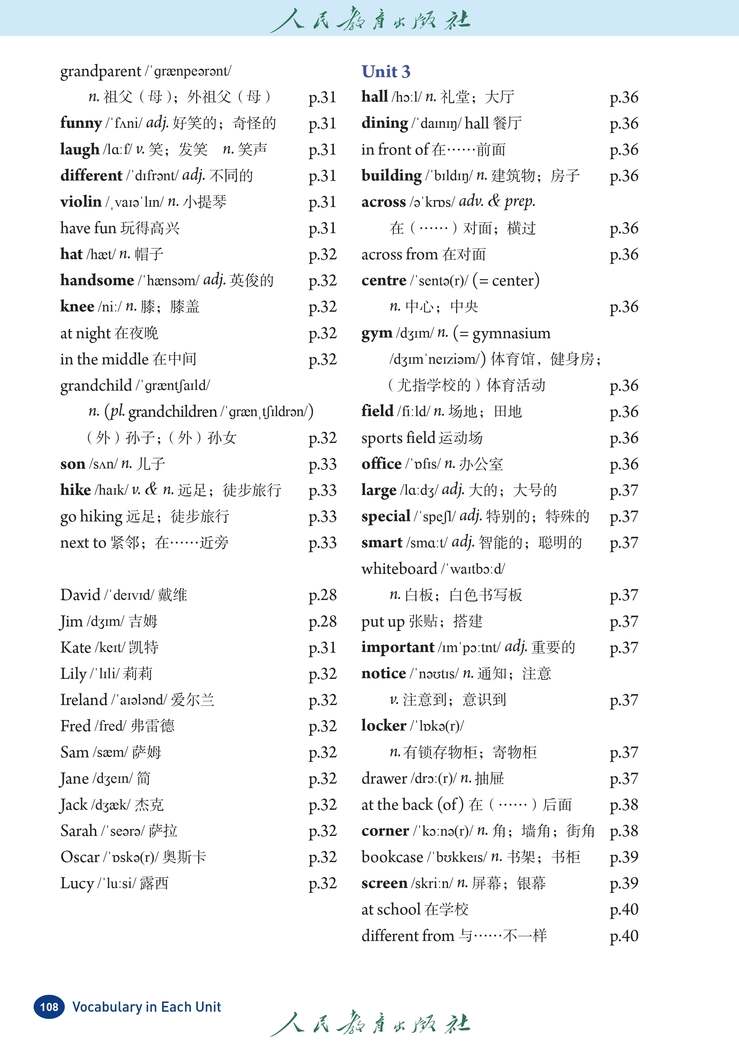 人民教育出版社
grandparent /ˈɡrænpeərənt/
n. 祖父（母）；外祖父（母） p.31
funny /ˈfʌni/ adj. 好笑的；奇怪的 p.31
laugh /lɑːf/ v. 笑；发笑 n. 笑声 p.31
different /ˈdɪfrənt/ adj. 不同的 p.31
violin /ˌvaɪəˈlɪn/ n. 小提琴 p.31
have fun 玩得高兴 p.31
hat /hæt/ n. 帽子 p.32
handsome /ˈhænsəm/ adj. 英俊的 p.32
knee /niː/ n. 膝；膝盖 p.32
at night 在夜晚 p.32
in the middle 在中间 p.32
grandchild /ˈɡræntʃaɪld/
n. (pl. grandchildren /ˈɡrænˌtʃɪldrən/)
（外）孙子；（外）孙女 p.32
son /sʌn/ n. 儿子 p.33
hike /haɪk/ v. & n. 远足；徒步旅行 p.33
go hiking 远足；徒步旅行 p.33
next to 紧邻；在……近旁 p.33
David /ˈdeɪvɪd/ 戴维 p.28
Jim /dʒɪm/ 吉姆 p.28
Kate /keɪt/ 凯特 p.31
Lily /ˈlɪli/ 莉莉 p.32
Ireland /ˈaɪələnd/ 爱尔兰 p.32
Fred /fred/ 弗雷德 p.32
Sam /sæm/ 萨姆 p.32
Jane /dʒeɪn/ 简 p.32
Jack /dʒæk/ 杰克 p.32
Sarah /ˈseərə/ 萨拉 p.32
Oscar /ˈɒskə(r)/ 奥斯卡 p.32
Lucy /ˈluːsi/ 露西 p.32
Unit 3
hall /hɔːl/ n. 礼堂；大厅 p.36
dining /ˈdaɪnɪŋ/ hall 餐厅 p.36
in front of 在……前面 p.36
building /ˈbɪldɪŋ/ n. 建筑物；房子 p.36
across /əˈkrɒs/ adv. & prep.
在（……）对面；横过 p.36
across from 在对面 p.36
centre /ˈsentə(r)/ (= center)
n. 中心；中央 p.36
gym /dʒɪm/ n. (= gymnasium
/dʒɪmˈneɪziəm/) 体育馆，健身房；
（尤指学校的）体育活动 p.36
field /fiːld/ n. 场地；田地 p.36
sports field 运动场 p.36
office /ˈɒfɪs/ n. 办公室 p.36
large /lɑːdʒ/ adj. 大的；大号的 p.37
special /ˈspeʃl/ adj. 特别的；特殊的 p.37
smart /smɑːt/ adj. 智能的；聪明的 p.37
whiteboard /ˈwaɪtbɔːd/
n. 白板；白色书写板 p.37
put up 张贴；搭建 p.37
important /ɪmˈpɔːtnt/ adj. 重要的 p.37
notice /ˈnəʊtɪs/ n. 通知；注意
v. 注意到；意识到 p.37
locker /ˈlɒkə(r)/
n. 有锁存物柜；寄物柜 p.37
drawer /drɔː(r)/ n. 抽屉 p.37
at the back (of) 在（……）后面 p.38
corner /ˈkɔːnə(r)/ n. 角；墙角；街角 p.38
bookcase /ˈbʊkkeɪs/ n. 书架；书柜 p.39
screen /skriːn/ n. 屏幕；银幕 p.39
at school 在学校 p.40
different from 与……不一样 p.40
108 Vocabulary in Each Unit
人民教育出版社